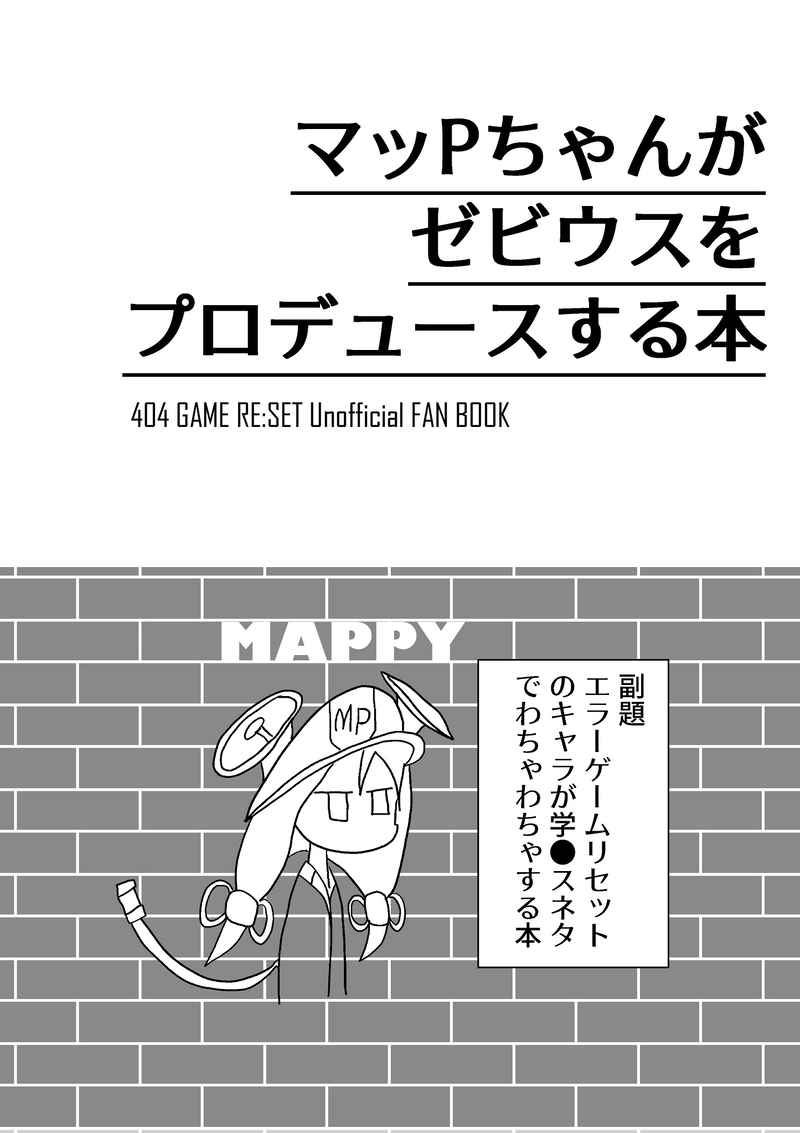 マッPちゃんが
ゼビウスを
プロデュースする本
404 GAME RE:SET Unofficial FAN BOOK
MAPPY
MP
副題
エラーゲームリセット
のキャラが学●スネタ
でわちゃわちゃする本